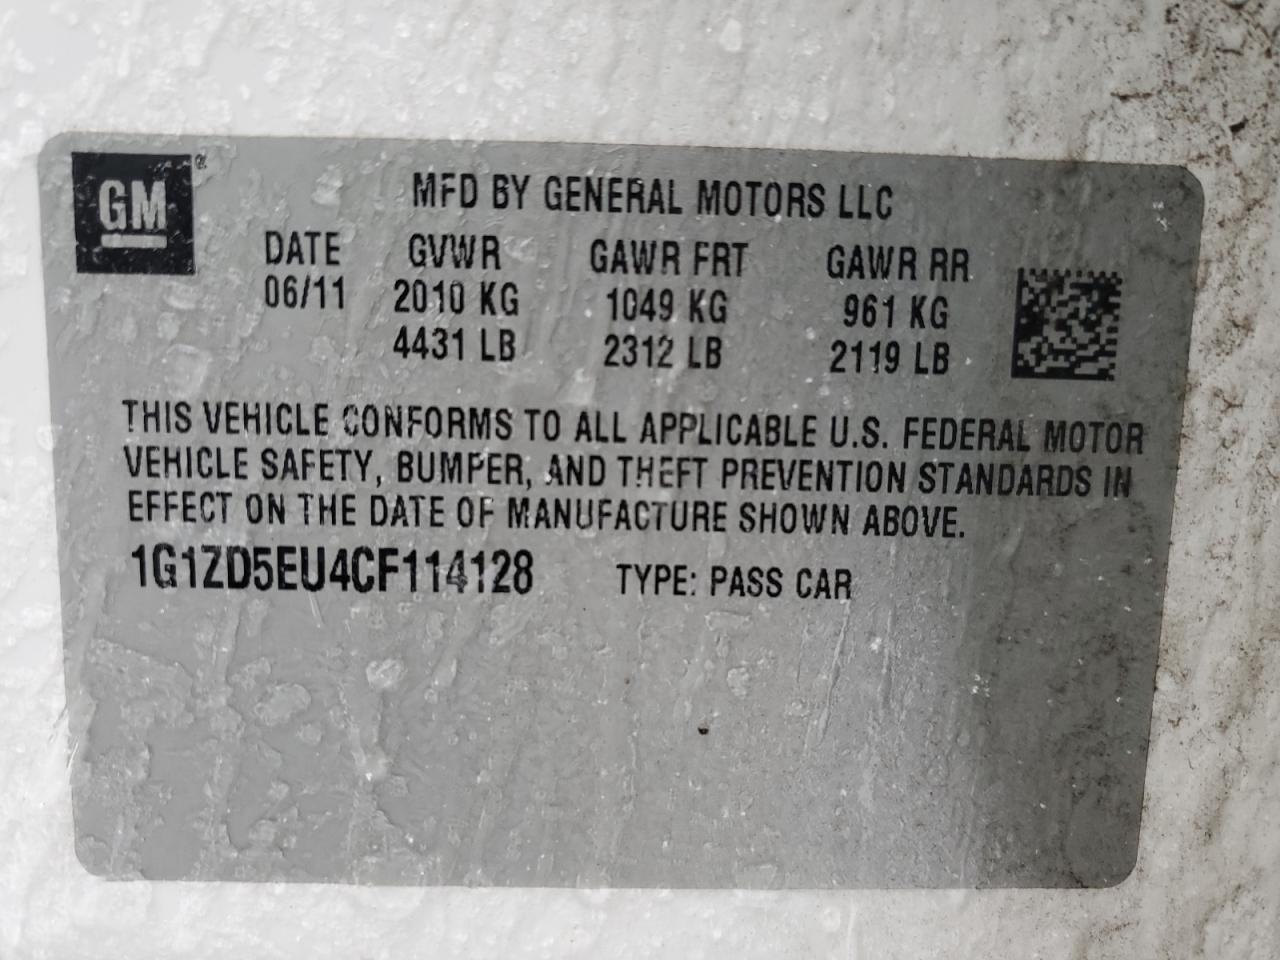 GM ®
MFD BY GENERAL MOTORS LLC
DATE GVWR GAWR FRT GAWR RR
06/11 2010 KG 1049 KG 961 KG
4431 LB 2312 LB 2119 LB
THIS VEHICLE CONFORMS TO ALL APPLICABLE U.S. FEDERAL MOTOR
VEHICLE SAFETY, BUMPER, AND THEFT PREVENTION STANDARDS IN
EFFECT ON THE DATE OF MANUFACTURE SHOWN ABOVE.
1G1ZD5EU4CF114128 TYPE: PASS CAR